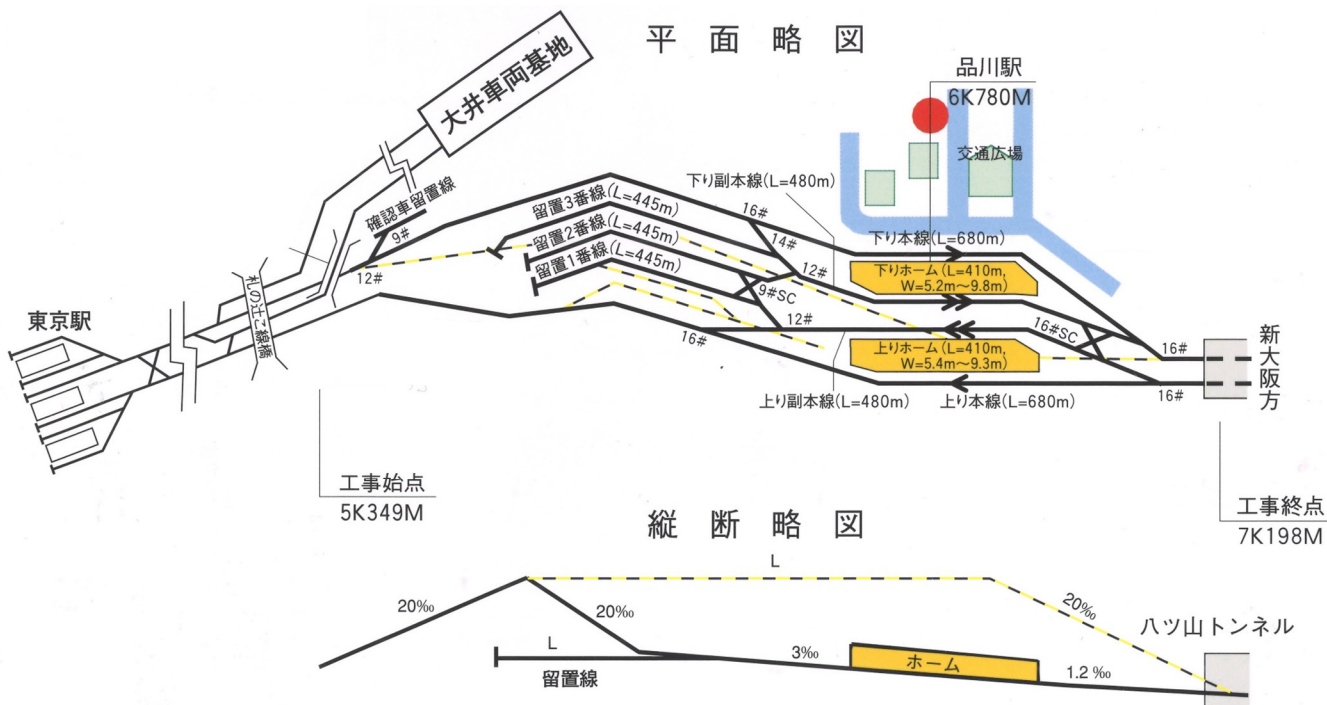 平面略図
大井車両基地
品川駅
6K780M
交通広場
確認車留置線
9#
12#
札の辻こ線橋
東京駅
留置3番線(L=445m)
留置2番線(L=445m)
留置1番線(L=445m)
下り副本線(L=480m)
16#
14#
12#
9#SC
12#
16#
下り本線(L=680m)
下りホーム(L=410m,
W=5.2m～9.8m)
16#SC
上りホーム(L=410m,
W=5.4m～9.3m)
上り副本線(L=480m)
上り本線(L=680m)
16#
16#
新大阪方
工事始点
5K349M
工事終点
7K198M
縦断略図
L
20‰
20‰
20‰
L
留置線
3‰
ホーム
1.2‰
八ツ山トンネル